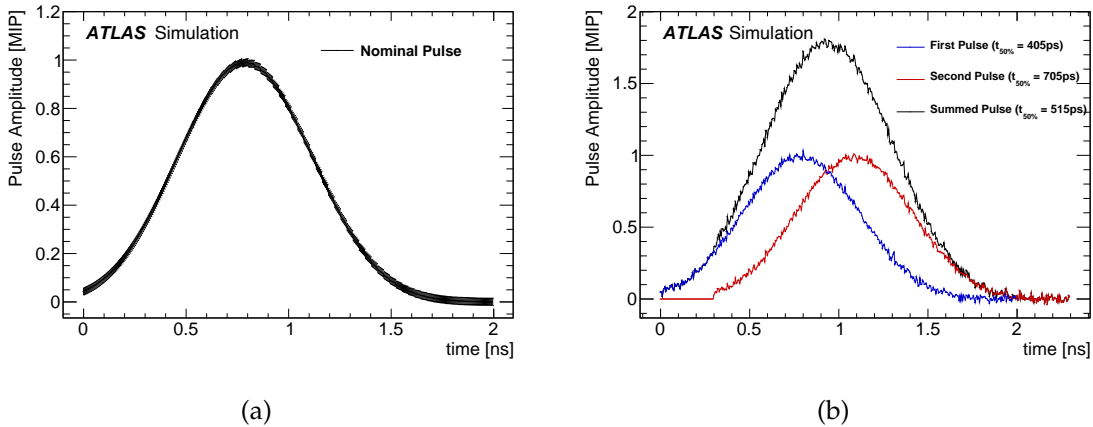 ATLAS Simulation
Nominal Pulse
Pulse Amplitude [MIP]
1.2
1
0.8
0.6
0.4
0.2
0
0 0.5 1 1.5 2
time [ns]
(a)
ATLAS Simulation
First Pulse (t50% = 405ps)
Second Pulse (t50% = 705ps)
Summed Pulse (t50% = 515ps)
Pulse Amplitude [MIP]
2
1.5
1
0.5
0
0 0.5 1 1.5 2
time [ns]
(b)